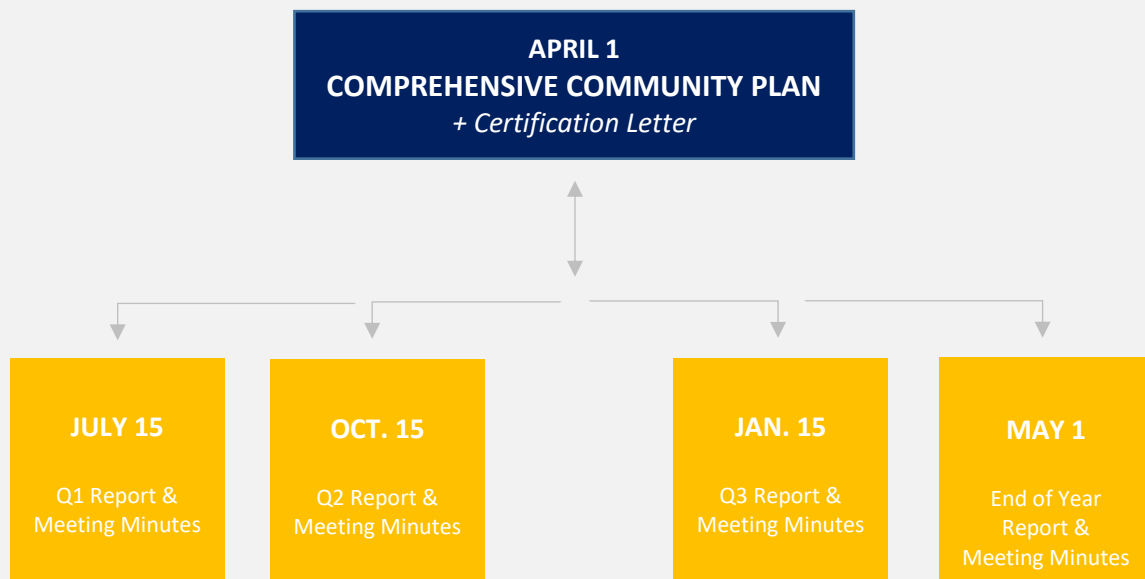 APRIL 1
COMPREHENSIVE COMMUNITY PLAN
+ Certification Letter
JULY 15
Q1 Report &
Meeting Minutes
OCT. 15
Q2 Report &
Meeting Minutes
JAN. 15
Q3 Report &
Meeting Minutes
MAY 1
End of Year
Report &
Meeting Minutes